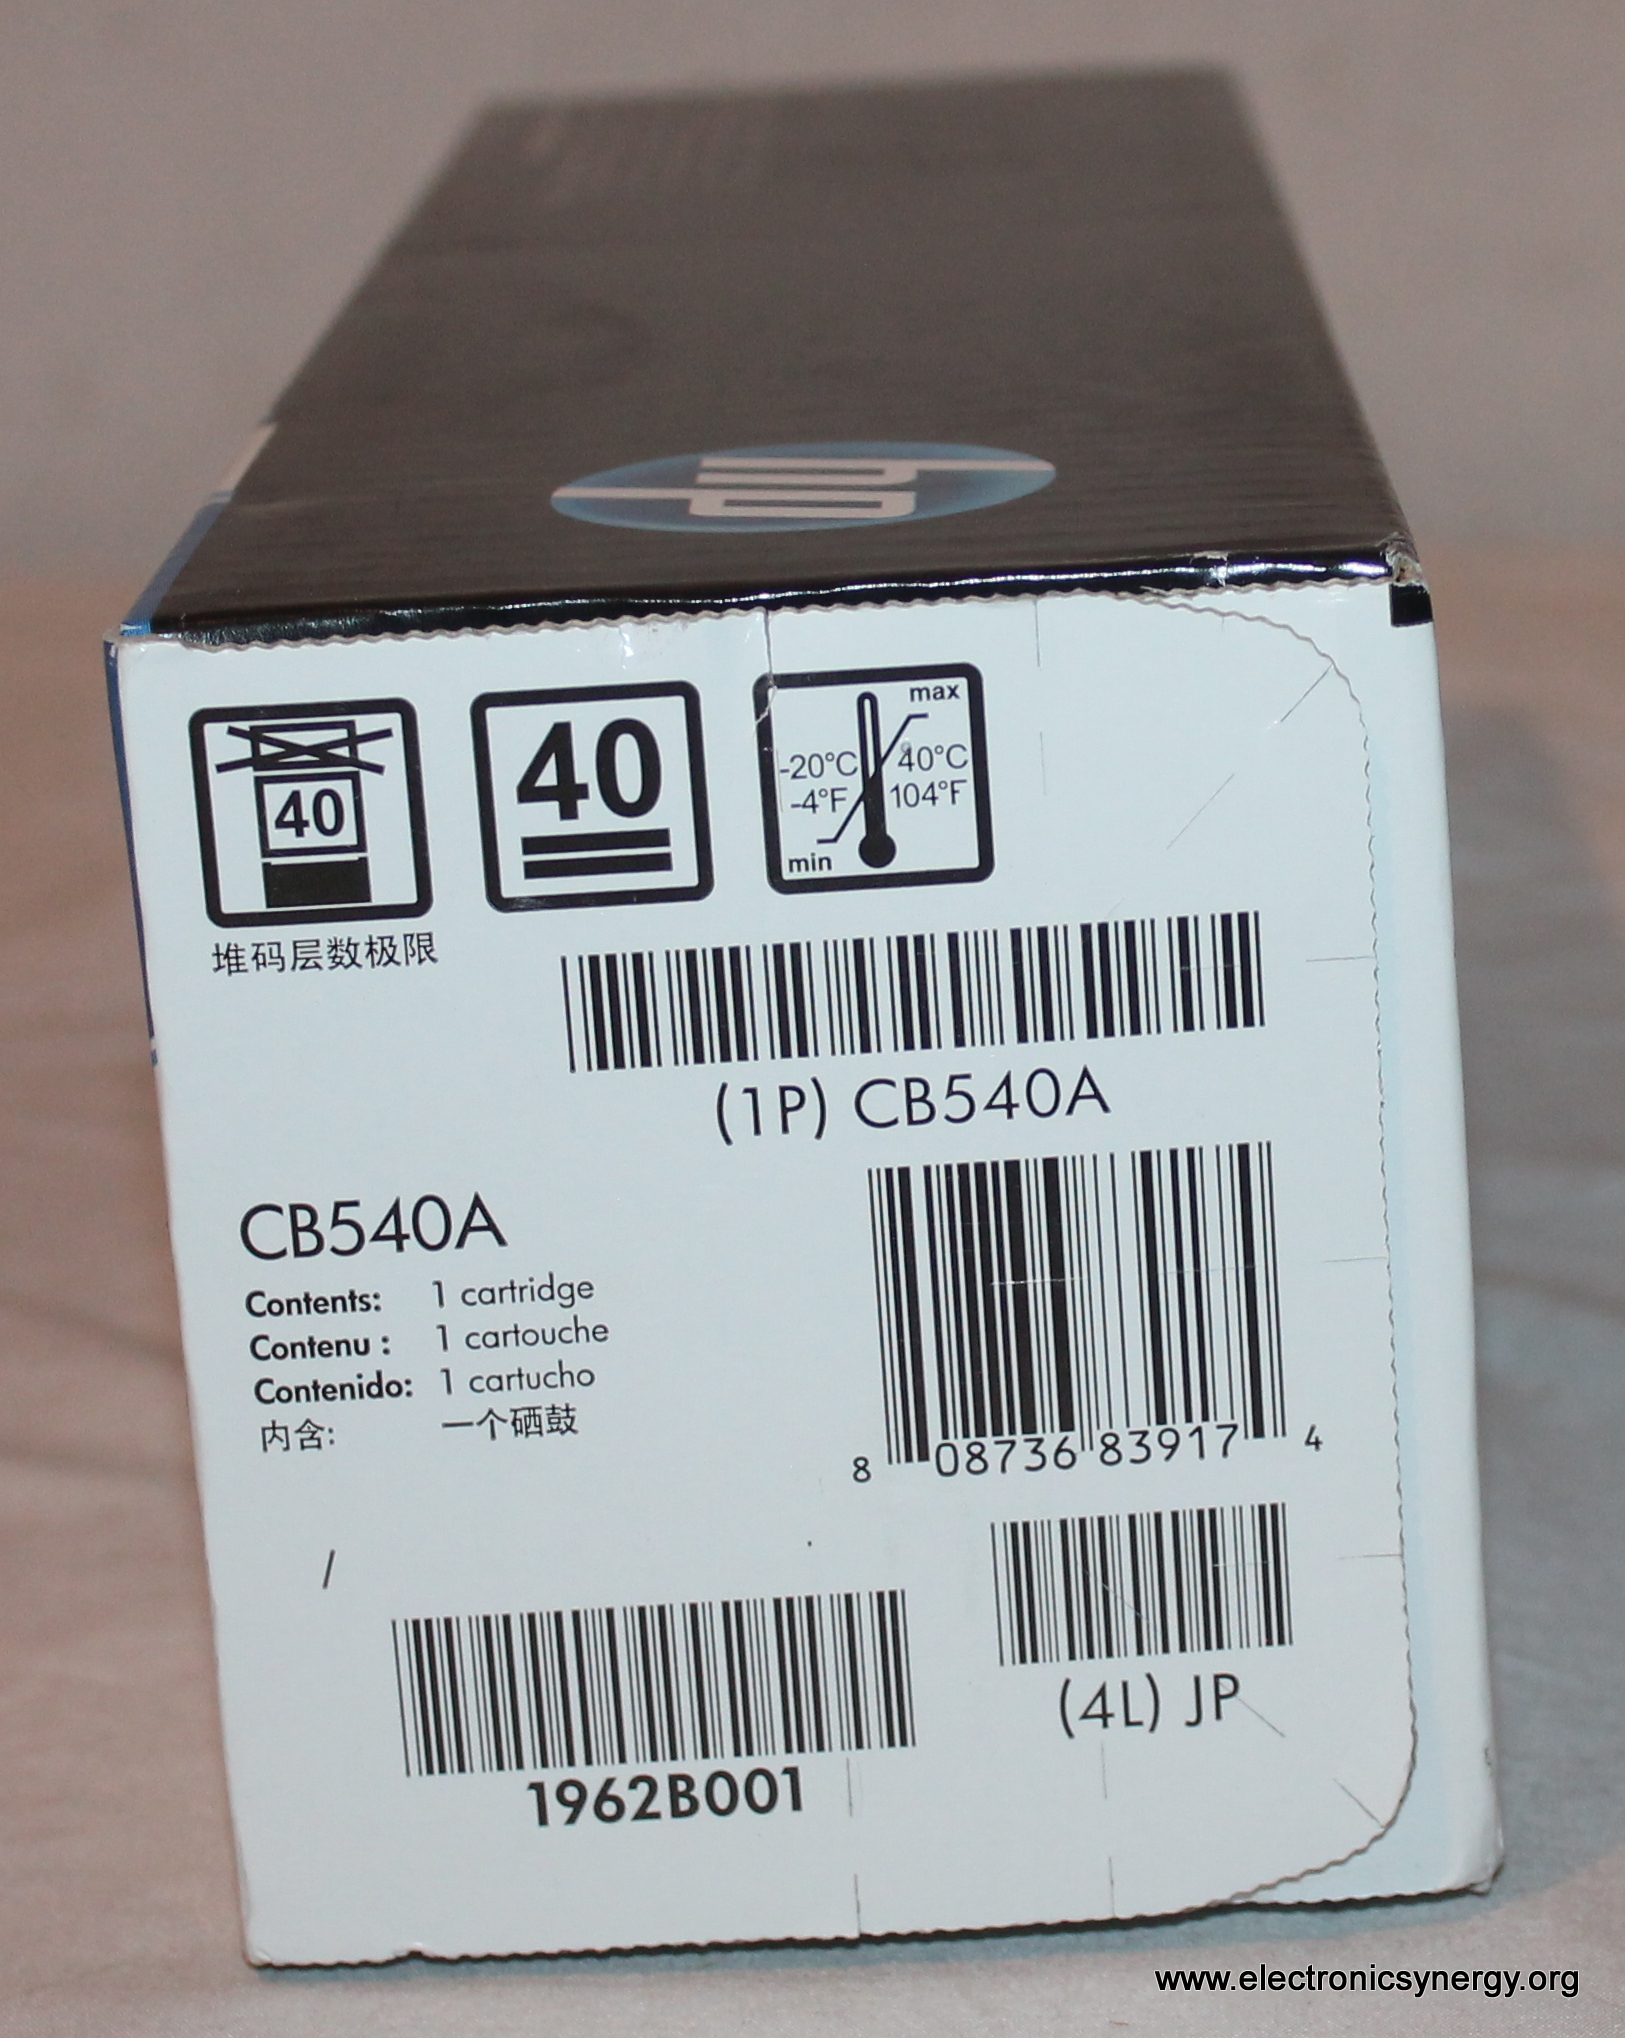 hp
40
40
max
-20°C 40°C
-4°F 104°F
min
堆码层数极限
(1P) CB540A
CB540A
Contents: 1 cartridge
Contenu : 1 cartouche
Contenido: 1 cartucho
内含: 一个硒鼓
8 08736 83917 4
/
(4L) JP
1962B001
www.electronicsynergy.org